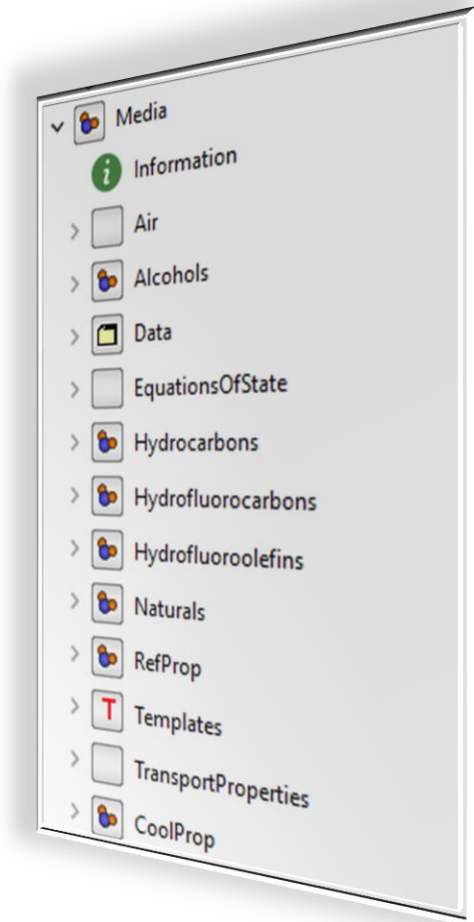 Media
Information
Air
Alcohols
Data
EquationsOfState
Hydrocarbons
Hydrofluorocarbons
Hydrofluoroolefins
Naturals
RefProp
Templates
TransportProperties
CoolProp